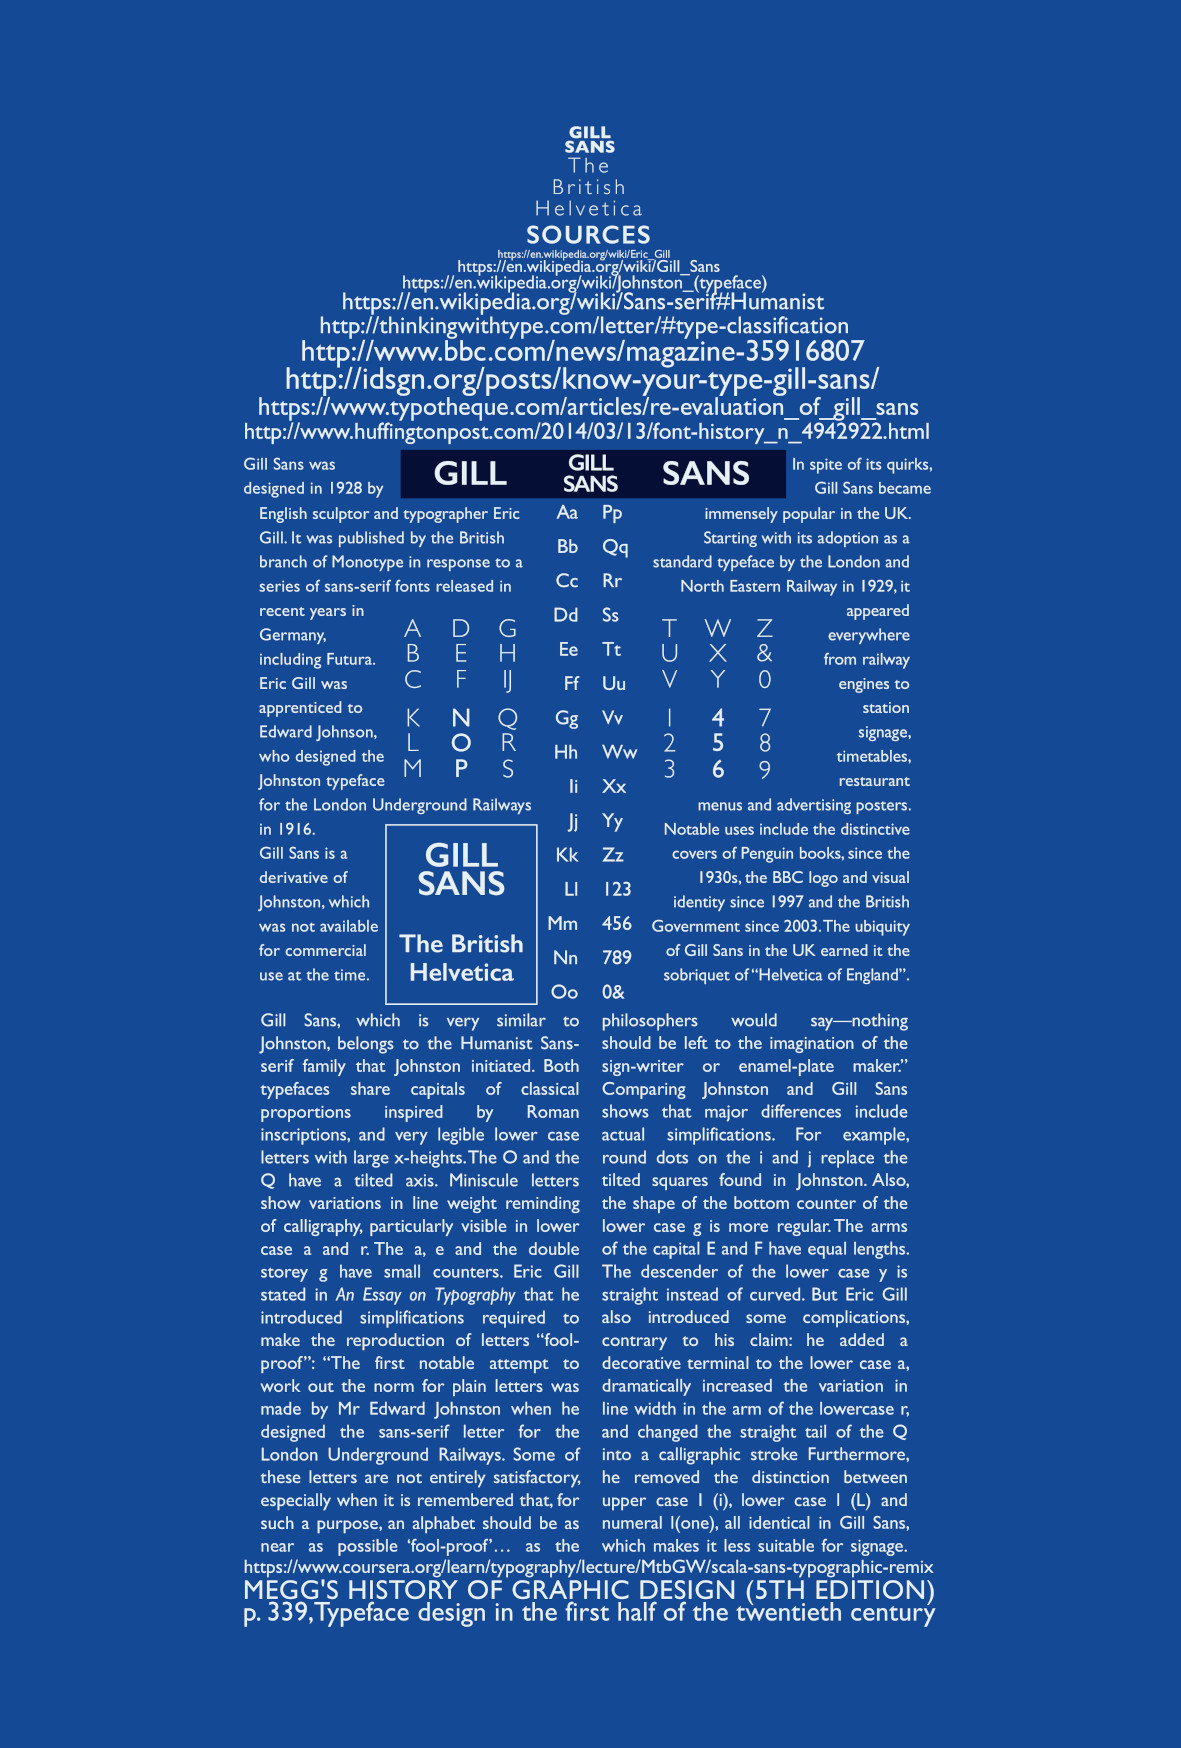 GILL
SANS
The
British
Helvetica
SOURCES
https://en.wikipedia.org/wiki/Eric_Gill
https://en.wikipedia.org/wiki/Gill_Sans
https://en.wikipedia.org/wiki/Johnston_(typeface)
https://en.wikipedia.org/wiki/Sans-serif#Humanist
http://thinkingwithtype.com/letter/#type-classification
http://www.bbc.com/news/magazine-35916807
http://idsgn.org/posts/know-your-type-gill-sans/
https://www.typotheque.com/articles/re-evaluation_of_gill_sans
http://www.huffingtonpost.com/2014/03/13/font-history_n_4942922.html
GILL
GILL
SANS
SANS
Gill Sans was
designed in 1928 by
English sculptor and typographer Eric
Gill. It was published by the British
branch of Monotype in response to a
series of sans-serif fonts released in
recent years in
Germany,
including Futura.
Eric Gill was
apprenticed to
Edward Johnson,
who designed the
Johnston typeface
for the London Underground Railways
in 1916.
Gill Sans is a
derivative of
Johnston, which
was not available
for commercial
use at the time.
A D G
B E H
C F IJ
K N Q
L O R
M P S
GILL
SANS
The British
Helvetica
Aa Pp
Bb Qq
Cc Rr
Dd Ss
Ee Tt
Ff Uu
Gg Vv
Hh Ww
Ii Xx
Jj Yy
Kk Zz
Ll 123
Mm 456
Nn 789
Oo 0&
T W Z
U X &
V Y 0
1 4 7
2 5 8
3 6 9
In spite of its quirks,
Gill Sans became
immensely popular in the UK.
Starting with its adoption as a
standard typeface by the London and
North Eastern Railway in 1929, it
appeared
everywhere
from railway
engines to
station
signage,
timetables,
restaurant
menus and advertising posters.
Notable uses include the distinctive
covers of Penguin books, since the
1930s, the BBC logo and visual
identity since 1997 and the British
Government since 2003. The ubiquity
of Gill Sans in the UK earned it the
sobriquet of “Helvetica of England”.
Gill Sans, which is very similar to
Johnston, belongs to the Humanist Sans-
serif family that Johnston initiated. Both
typefaces share capitals of classical
proportions inspired by Roman
inscriptions, and very legible lower case
letters with large x-heights. The O and the
Q have a tilted axis. Miniscule letters
show variations in line weight reminding
of calligraphy, particularly visible in lower
case a and r. The a, e and the double
storey g have small counters. Eric Gill
stated in An Essay on Typography that he
introduced simplifications required to
make the reproduction of letters “fool-
proof”: “The first notable attempt to
work out the norm for plain letters was
made by Mr Edward Johnston when he
designed the sans-serif letter for the
London Underground Railways. Some of
these letters are not entirely satisfactory,
especially when it is remembered that, for
such a purpose, an alphabet should be as
near as possible ‘fool-proof’… as the
philosophers would say—nothing
should be left to the imagination of the
sign-writer or enamel-plate maker.”
Comparing Johnston and Gill Sans
shows that major differences include
actual simplifications. For example,
round dots on the i and j replace the
tilted squares found in Johnston. Also,
the shape of the bottom counter of the
lower case g is more regular. The arms
of the capital E and F have equal lengths.
The descender of the lower case y is
straight instead of curved. But Eric Gill
also introduced some complications,
contrary to his claim: he added a
decorative terminal to the lower case a,
dramatically increased the variation in
line width in the arm of the lowercase r,
and changed the straight tail of the Q
into a calligraphic stroke Furthermore,
he removed the distinction between
upper case I (i), lower case l (L) and
numeral l(one), all identical in Gill Sans,
which makes it less suitable for signage.
https://www.coursera.org/learn/typography/lecture/MtbGW/scala-sans-typographic-remix
MEGG'S HISTORY OF GRAPHIC DESIGN (5TH EDITION)
p. 339,Typeface design in the first half of the twentieth century